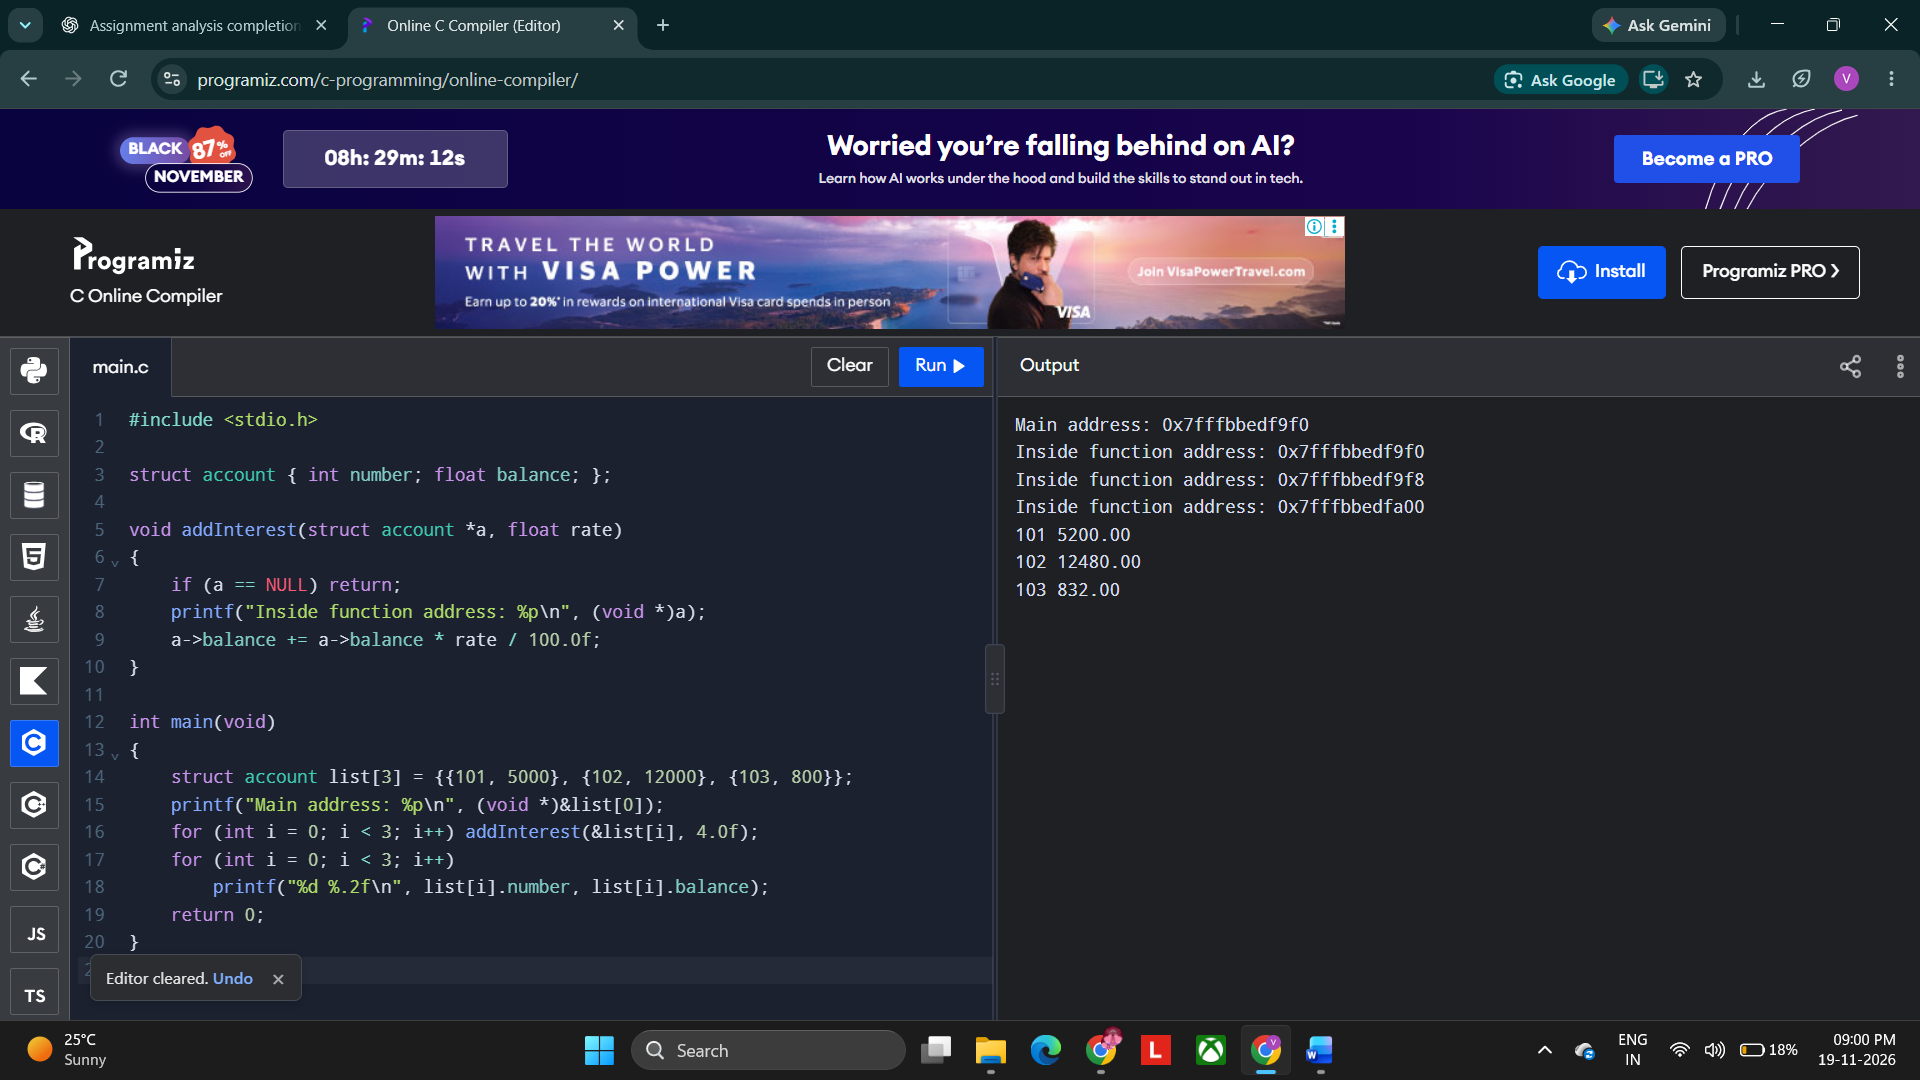 Assignment analysis completion
Online C Compiler (Editor)
Ask Gemini
programiz.com/c-programming/online-compiler/
Ask Google
V
BLACK 87% OFF
NOVEMBER
08h: 29m: 12s
Worried you’re falling behind on AI?
Learn how AI works under the hood and build the skills to stand out in tech.
Become a PRO
Programiz
C Online Compiler
TRAVEL THE WORLD
WITH VISA POWER
Earn up to 20%* in rewards on international Visa card spends in person
Join VisaPowerTravel.com
VISA
Install
Programiz PRO
main.c
Clear
Run
Output
1 #include <stdio.h>
2
3 struct account { int number; float balance; };
4
5 void addInterest(struct account *a, float rate)
6 {
7     if (a == NULL) return;
8     printf("Inside function address: %p\n", (void *)a);
9     a->balance += a->balance * rate / 100.0f;
10 }
11
12 int main(void)
13 {
14     struct account list[3] = {{101, 5000}, {102, 12000}, {103, 800}};
15     printf("Main address: %p\n", (void *)&list[0]);
16     for (int i = 0; i < 3; i++) addInterest(&list[i], 4.0f);
17     for (int i = 0; i < 3; i++)
18         printf("%d %.2f\n", list[i].number, list[i].balance);
19     return 0;
20 }
Editor cleared. Undo
Main address: 0x7fffbbedf9f0
Inside function address: 0x7fffbbedf9f0
Inside function address: 0x7fffbbedf9f8
Inside function address: 0x7fffbbedfa00
101 5200.00
102 12480.00
103 832.00
R
5
C
C
C
JS
TS
25°C
Sunny
Search
L
W
ENG
IN
18%
09:00 PM
19-11-2026